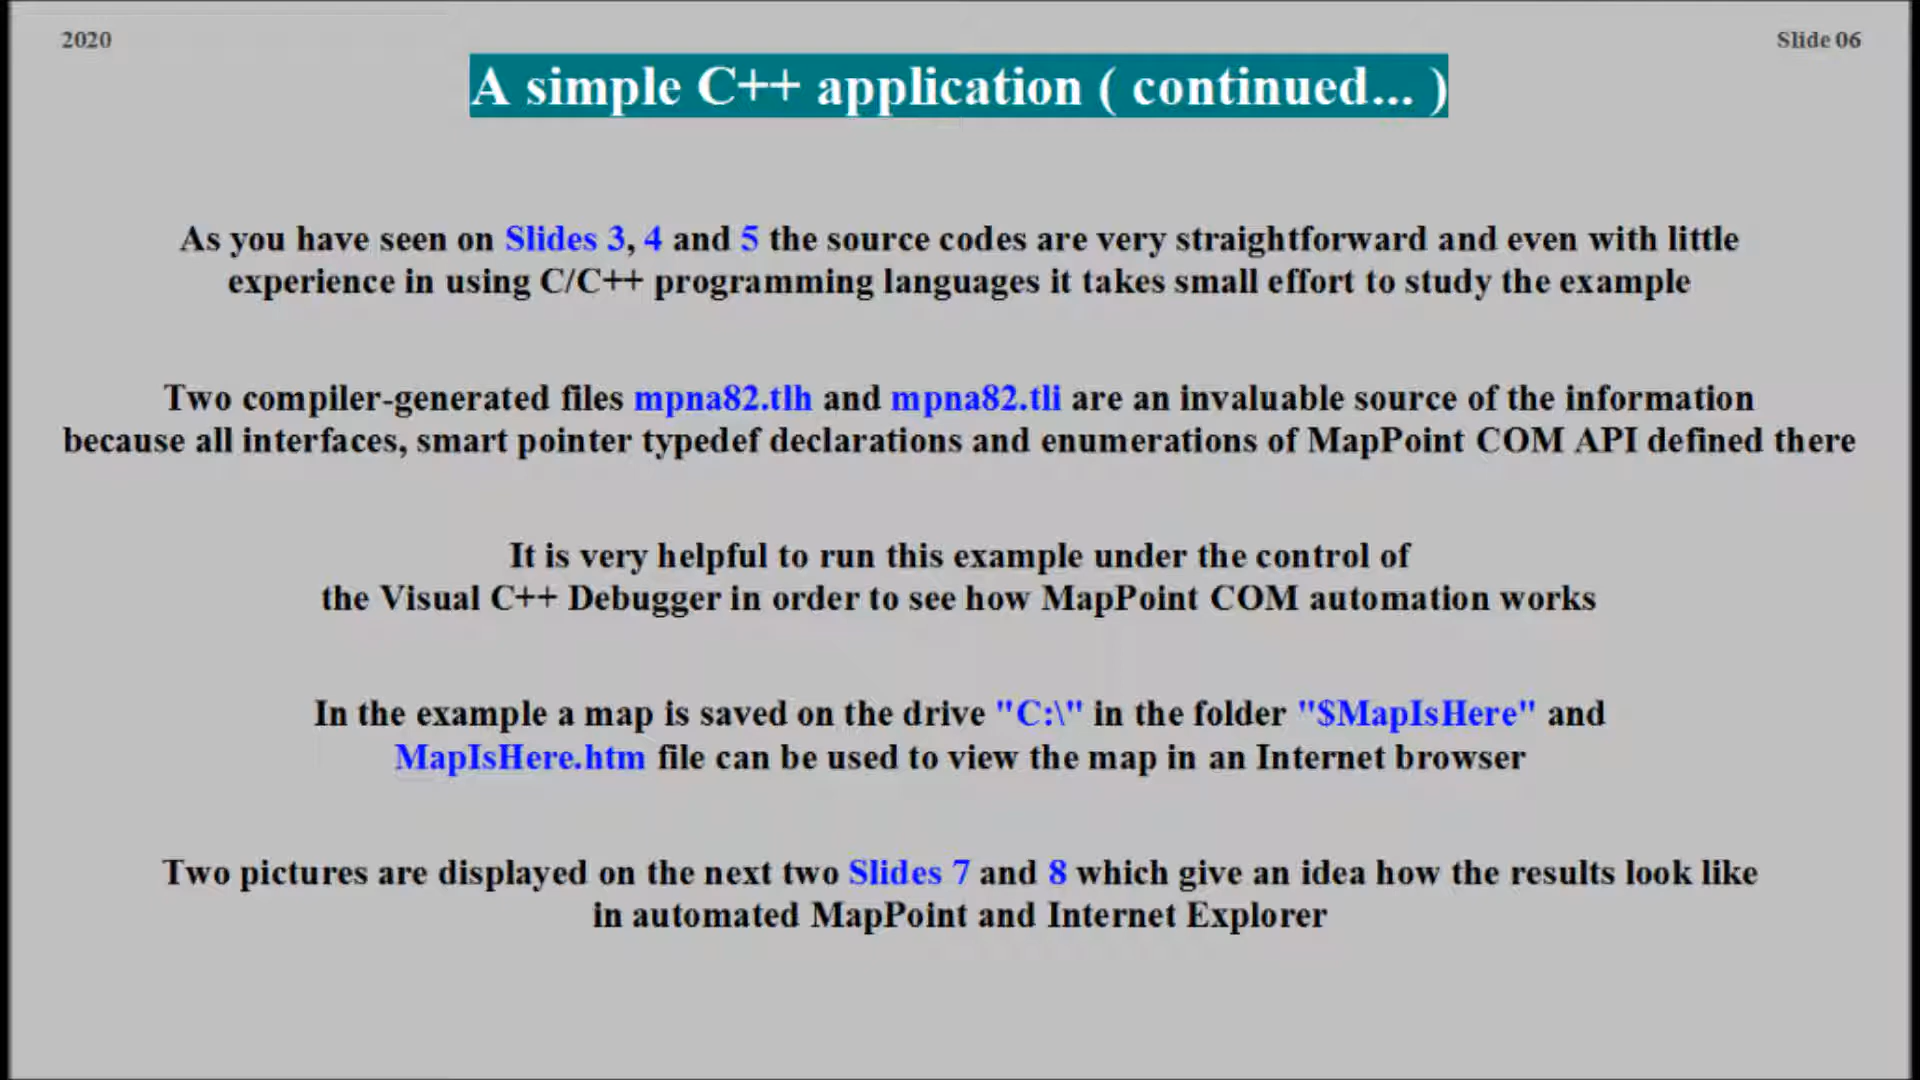 2020
Slide 06
A simple C++ application ( continued... )
As you have seen on Slides 3, 4 and 5 the source codes are very straightforward and even with little
experience in using C/C++ programming languages it takes small effort to study the example
Two compiler-generated files mpna82.tlh and mpna82.tli are an invaluable source of the information
because all interfaces, smart pointer typedef declarations and enumerations of MapPoint COM API defined there
It is very helpful to run this example under the control of
the Visual C++ Debugger in order to see how MapPoint COM automation works
In the example a map is saved on the drive "C:\" in the folder "$MapIsHere" and
MapIsHere.htm file can be used to view the map in an Internet browser
Two pictures are displayed on the next two Slides 7 and 8 which give an idea how the results look like
in automated MapPoint and Internet Explorer